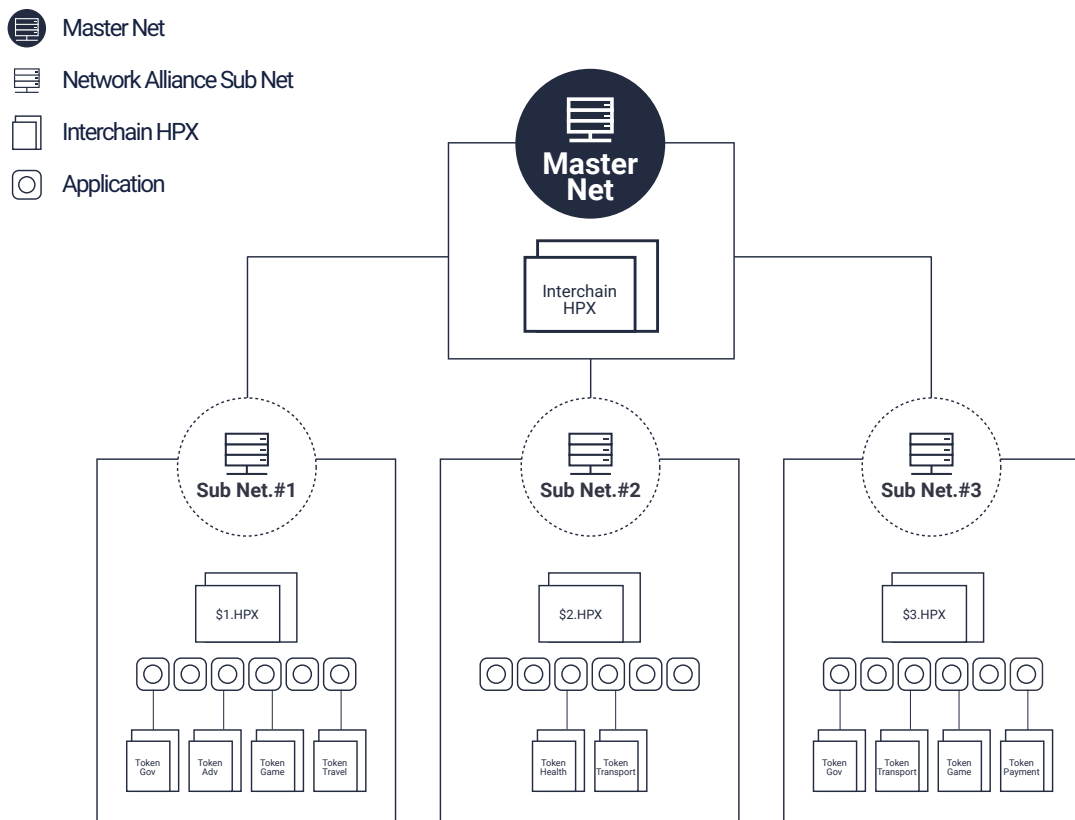 Master Net
Network Alliance Sub Net
Interchain HPX
Application
Master
Net
Interchain
HPX
Sub Net.#1
Sub Net.#2
Sub Net.#3
$1.HPX
$2.HPX
$3.HPX
Token
Gov
Token
Adv
Token
Game
Token
Travel
Token
Health
Token
Transport
Token
Gov
Token
Transport
Token
Game
Token
Payment